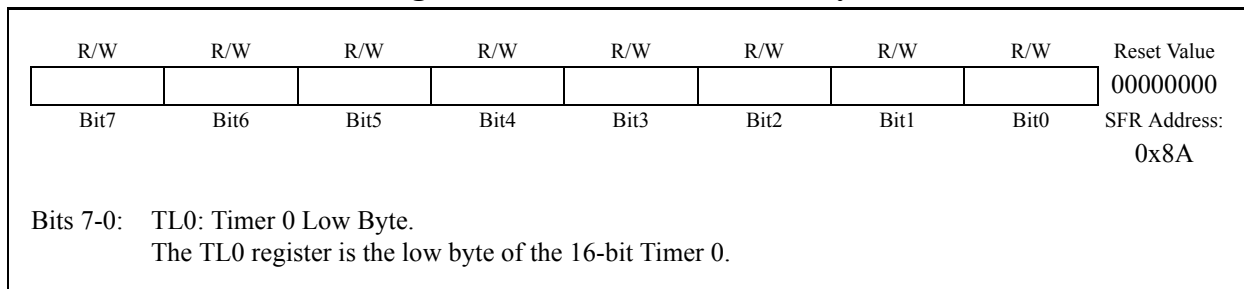 R/W R/W R/W R/W R/W R/W R/W R/W Reset Value
00000000
Bit7 Bit6 Bit5 Bit4 Bit3 Bit2 Bit1 Bit0 SFR Address:
0x8A
Bits 7-0: TL0: Timer 0 Low Byte.
The TL0 register is the low byte of the 16-bit Timer 0.